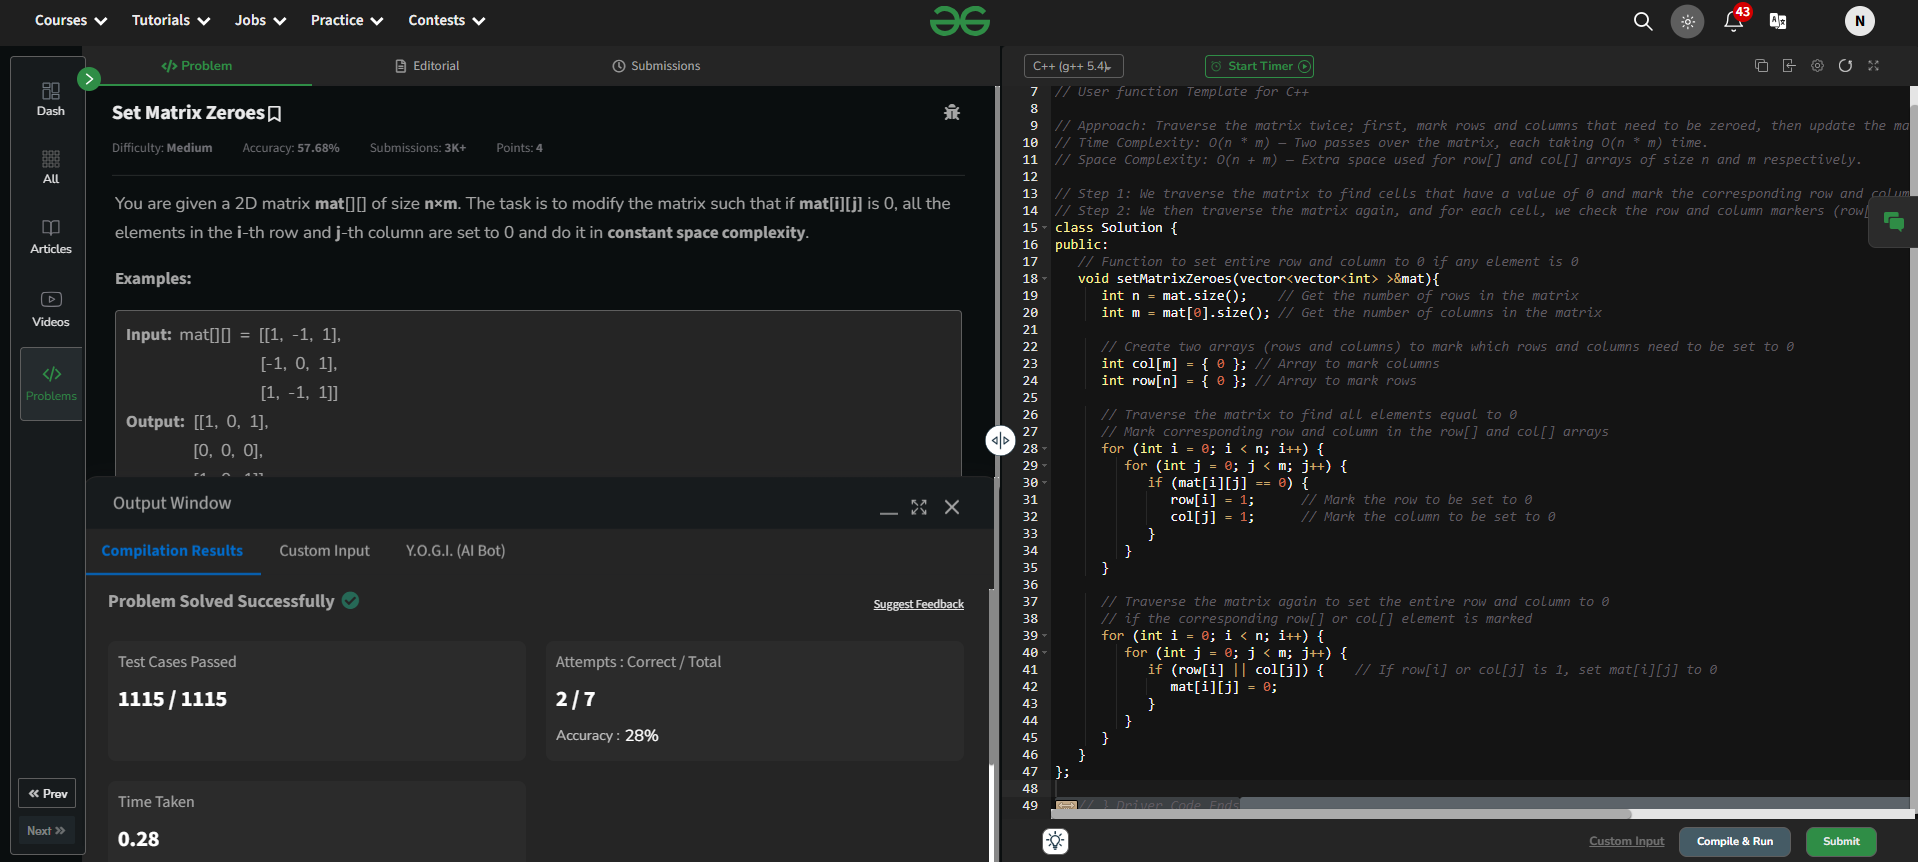 Courses
Tutorials
Jobs
Practice
Contests
43
N
Dash
All
Articles
Videos
Problems
Prev
Next
Problem
Editorial
Submissions
Set Matrix Zeroes
Difficulty: Medium Accuracy: 57.68% Submissions: 3K+ Points: 4
You are given a 2D matrix mat[][] of size n×m. The task is to modify the matrix such that if mat[i][j] is 0, all the
elements in the i-th row and j-th column are set to 0 and do it in constant space complexity.
Examples:
Input: mat[][] = [[1, -1, 1],
[-1, 0, 1],
[1, -1, 1]]
Output: [[1, 0, 1],
[0, 0, 0],
Output Window
Compilation Results
Custom Input
Y.O.G.I. (AI Bot)
Problem Solved Successfully
Suggest Feedback
Test Cases Passed
1115 / 1115
Attempts : Correct / Total
2 / 7
Accuracy : 28%
Time Taken
0.28
C++ (g++ 5.4)
Start Timer
7 // User function Template for C++
8
9 // Approach: Traverse the matrix twice; first, mark rows and columns that need to be zeroed, then update the ma
10 // Time Complexity: O(n * m) – Two passes over the matrix, each taking O(n * m) time.
11 // Space Complexity: O(n + m) – Extra space used for row[] and col[] arrays of size n and m respectively.
12
13 // Step 1: We traverse the matrix to find cells that have a value of 0 and mark the corresponding row and colum
14 // Step 2: We then traverse the matrix again, and for each cell, we check the row and column markers (row[
15 class Solution {
16 public:
17 // Function to set entire row and column to 0 if any element is 0
18 void setMatrixZeroes(vector<vector<int> >&mat){
19 int n = mat.size(); // Get the number of rows in the matrix
20 int m = mat[0].size(); // Get the number of columns in the matrix
21
22 // Create two arrays (rows and columns) to mark which rows and columns need to be set to 0
23 int col[m] = { 0 }; // Array to mark columns
24 int row[n] = { 0 }; // Array to mark rows
25
26 // Traverse the matrix to find all elements equal to 0
27 // Mark corresponding row and column in the row[] and col[] arrays
28 for (int i = 0; i < n; i++) {
29 for (int j = 0; j < m; j++) {
30 if (mat[i][j] == 0) {
31 row[i] = 1; // Mark the row to be set to 0
32 col[j] = 1; // Mark the column to be set to 0
33 }
34 }
35 }
36
37 // Traverse the matrix again to set the entire row and column to 0
38 // if the corresponding row[] or col[] element is marked
39 for (int i = 0; i < n; i++) {
40 for (int j = 0; j < m; j++) {
41 if (row[i] || col[j]) { // If row[i] or col[j] is 1, set mat[i][j] to 0
42 mat[i][j] = 0;
43 }
44 }
45 }
46 }
47 };
48
49 // } Driver Code Ends
Custom Input
Compile & Run
Submit